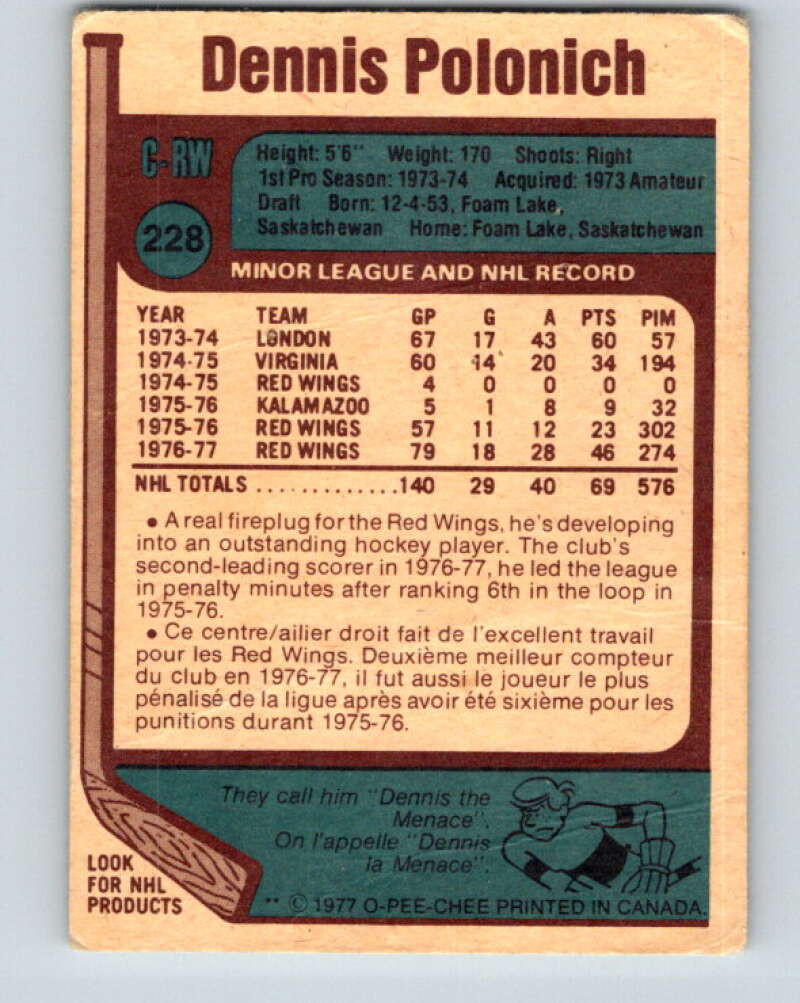 Dennis Polonich
C-RW
Height: 5'6" Weight: 170 Shoots: Right
1st Pro Season: 1973-74 Acquired: 1973 Amateur
Draft Born: 12-4-53, Foam Lake,
Saskatchewan Home: Foam Lake, Saskatchewan
228
MINOR LEAGUE AND NHL RECORD
YEAR TEAM GP G A PTS PIM
1973-74 LONDON 67 17 43 60 57
1974-75 VIRGINIA 60 14 20 34 194
1974-75 RED WINGS 4 0 0 0 0
1975-76 KALAMAZOO 5 1 8 9 32
1975-76 RED WINGS 57 11 12 23 302
1976-77 RED WINGS 79 18 28 46 274
NHL TOTALS .............140 29 40 69 576
• A real fireplug for the Red Wings, he's developing
into an outstanding hockey player. The club's
second-leading scorer in 1976-77, he led the league
in penalty minutes after ranking 6th in the loop in
1975-76.
• Ce centre/ailier droit fait de l'excellent travail
pour les Red Wings. Deuxième meilleur compteur
du club en 1976-77, il fut aussi le joueur le plus
pénalisé de la ligue après avoir été sixième pour les
punitions durant 1975-76.
They call him "Dennis the
Menace".
On l'appelle "Dennis
la Menace".
LOOK
FOR NHL
PRODUCTS
** © 1977 O-PEE-CHEE PRINTED IN CANADA.